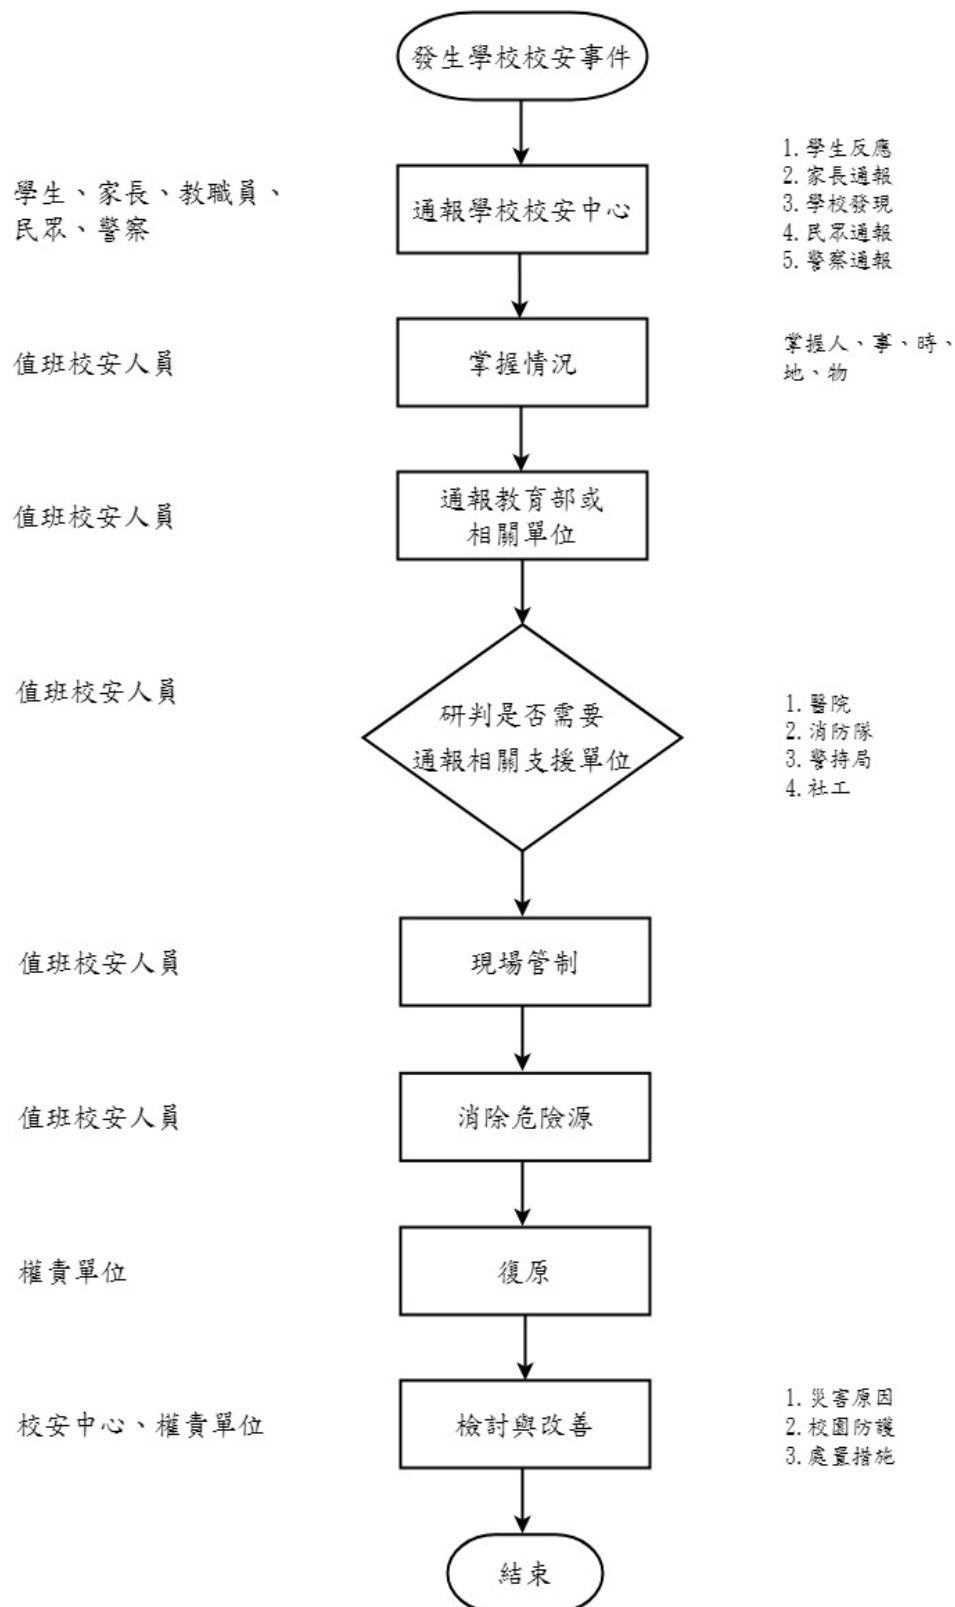 發生學校校安事件
學生、家長、教職員、
民眾、警察
通報學校校安中心
1.學生反應
2.家長通報
3.學校發現
4.民眾通報
5.警察通報
值班校安人員
掌握情況
掌握人、事、時、
地、物
值班校安人員
通報教育部或
相關單位
值班校安人員
研判是否需要
通報相關支援單位
1.醫院
2.消防隊
3.警持局
4.社工
值班校安人員
現場管制
值班校安人員
消除危險源
權責單位
復原
校安中心、權責單位
檢討與改善
1.災害原因
2.校園防護
3.處置措施
結束